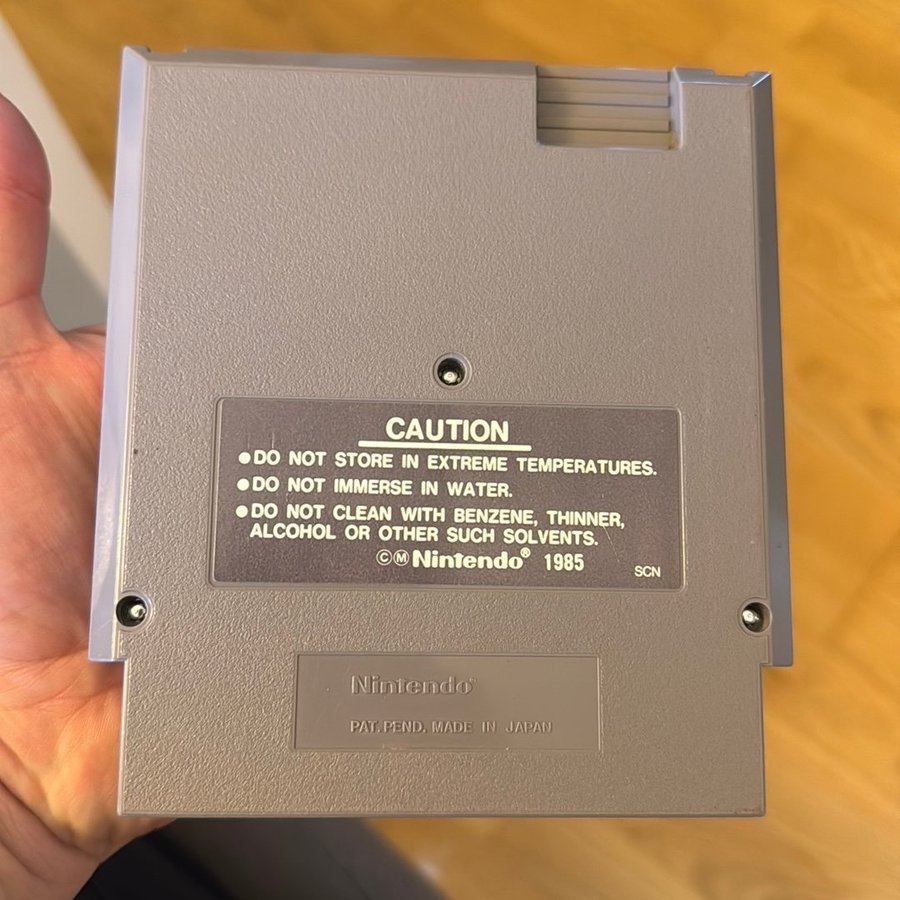 CAUTION
●DO NOT STORE IN EXTREME TEMPERATURES.
●DO NOT IMMERSE IN WATER.
●DO NOT CLEAN WITH BENZENE, THINNER,
ALCOHOL OR OTHER SUCH SOLVENTS.
ⒸⓂNintendo® 1985
SCN
Nintendo®
PAT. PEND. MADE IN JAPAN